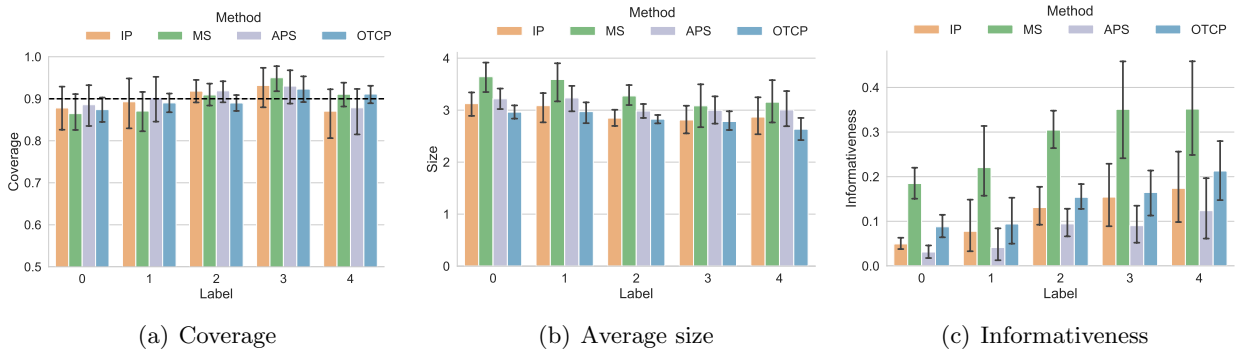 Method
IP MS APS OTCP
1.0
0.9
0.8
0.7
0.6
0.5
Coverage
0 1 2 3 4
Label
(a) Coverage
Method
IP MS APS OTCP
4
3
2
1
0
Size
0 1 2 3 4
Label
(b) Average size
Method
IP MS APS OTCP
0.4
0.3
0.2
0.1
0.0
Informativeness
0 1 2 3 4
Label
(c) Informativeness